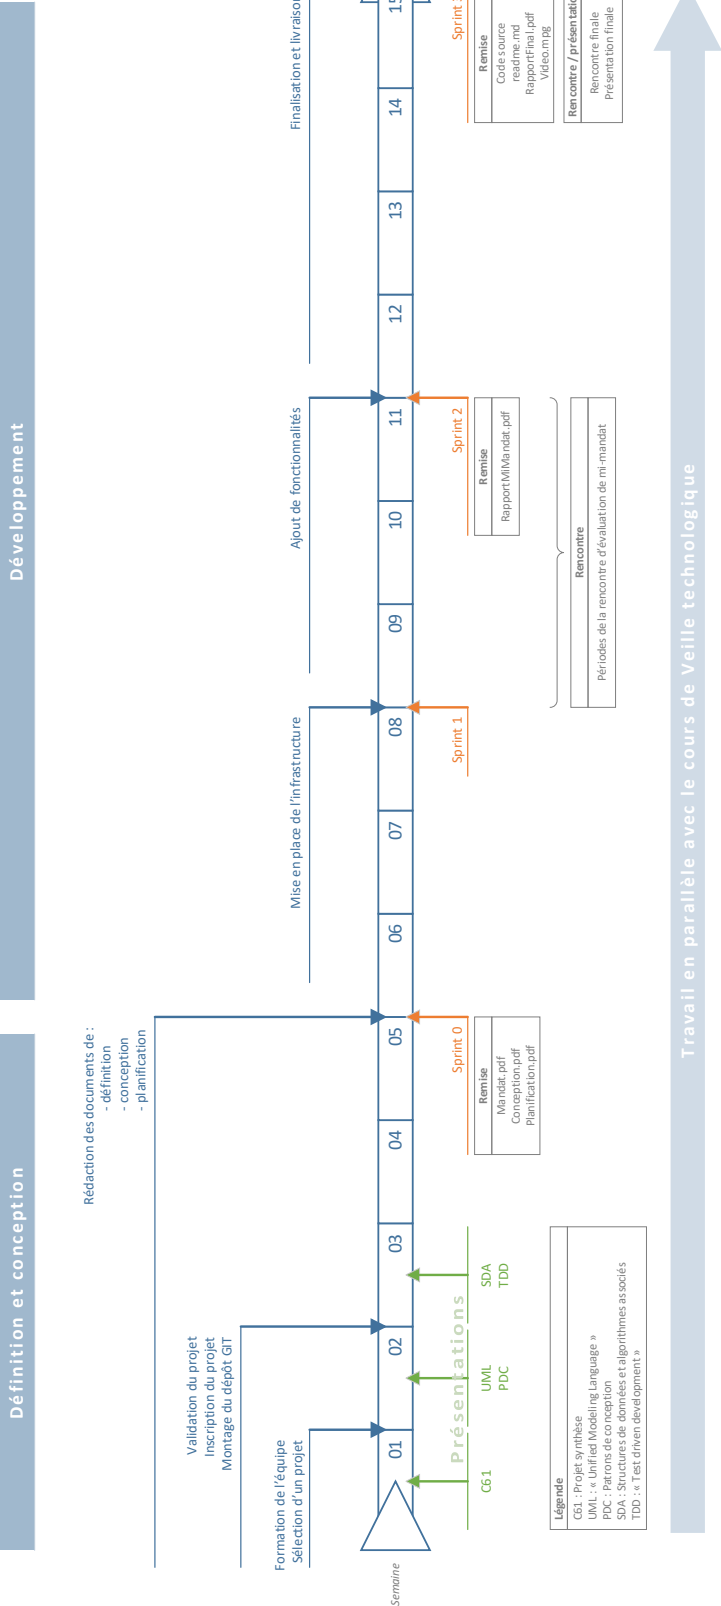 Définition et conception
Développement
Rédaction des documents de :
- définition
- conception
- planification
Validation du projet
Inscription du projet
Montage du dépôt GIT
Formation de l'équipe
Sélection d'un projet
Mise en place de l'infrastructure
Ajout de fonctionnalités
Finalisation et livraison
Semaine
01
02
03
04
05
06
07
08
09
10
11
12
13
14
15
Présentations
C61
UML
PDC
SDA
TDD
Sprint 0
Remise
Mandat.pdf
Conception.pdf
Planification.pdf
Sprint 1
Sprint 2
Remise
RapportMiMandat.pdf
Rencontre
Périodes de la rencontre d'évaluation de mi-mandat
Sprint
Remise
Code source
readme.md
RapportFinal.pdf
Video.mpg
Rencontre / présentatio
Rencontre finale
Présentation finale
Légende
C61 : Projet synthèse
UML : « Unified Modeling Language »
PDC : Patrons de conception
SDA : Structures de données et algorithmes associés
TDD : « Test driven development »
Travail en parallèle avec le cours de Veille technologique